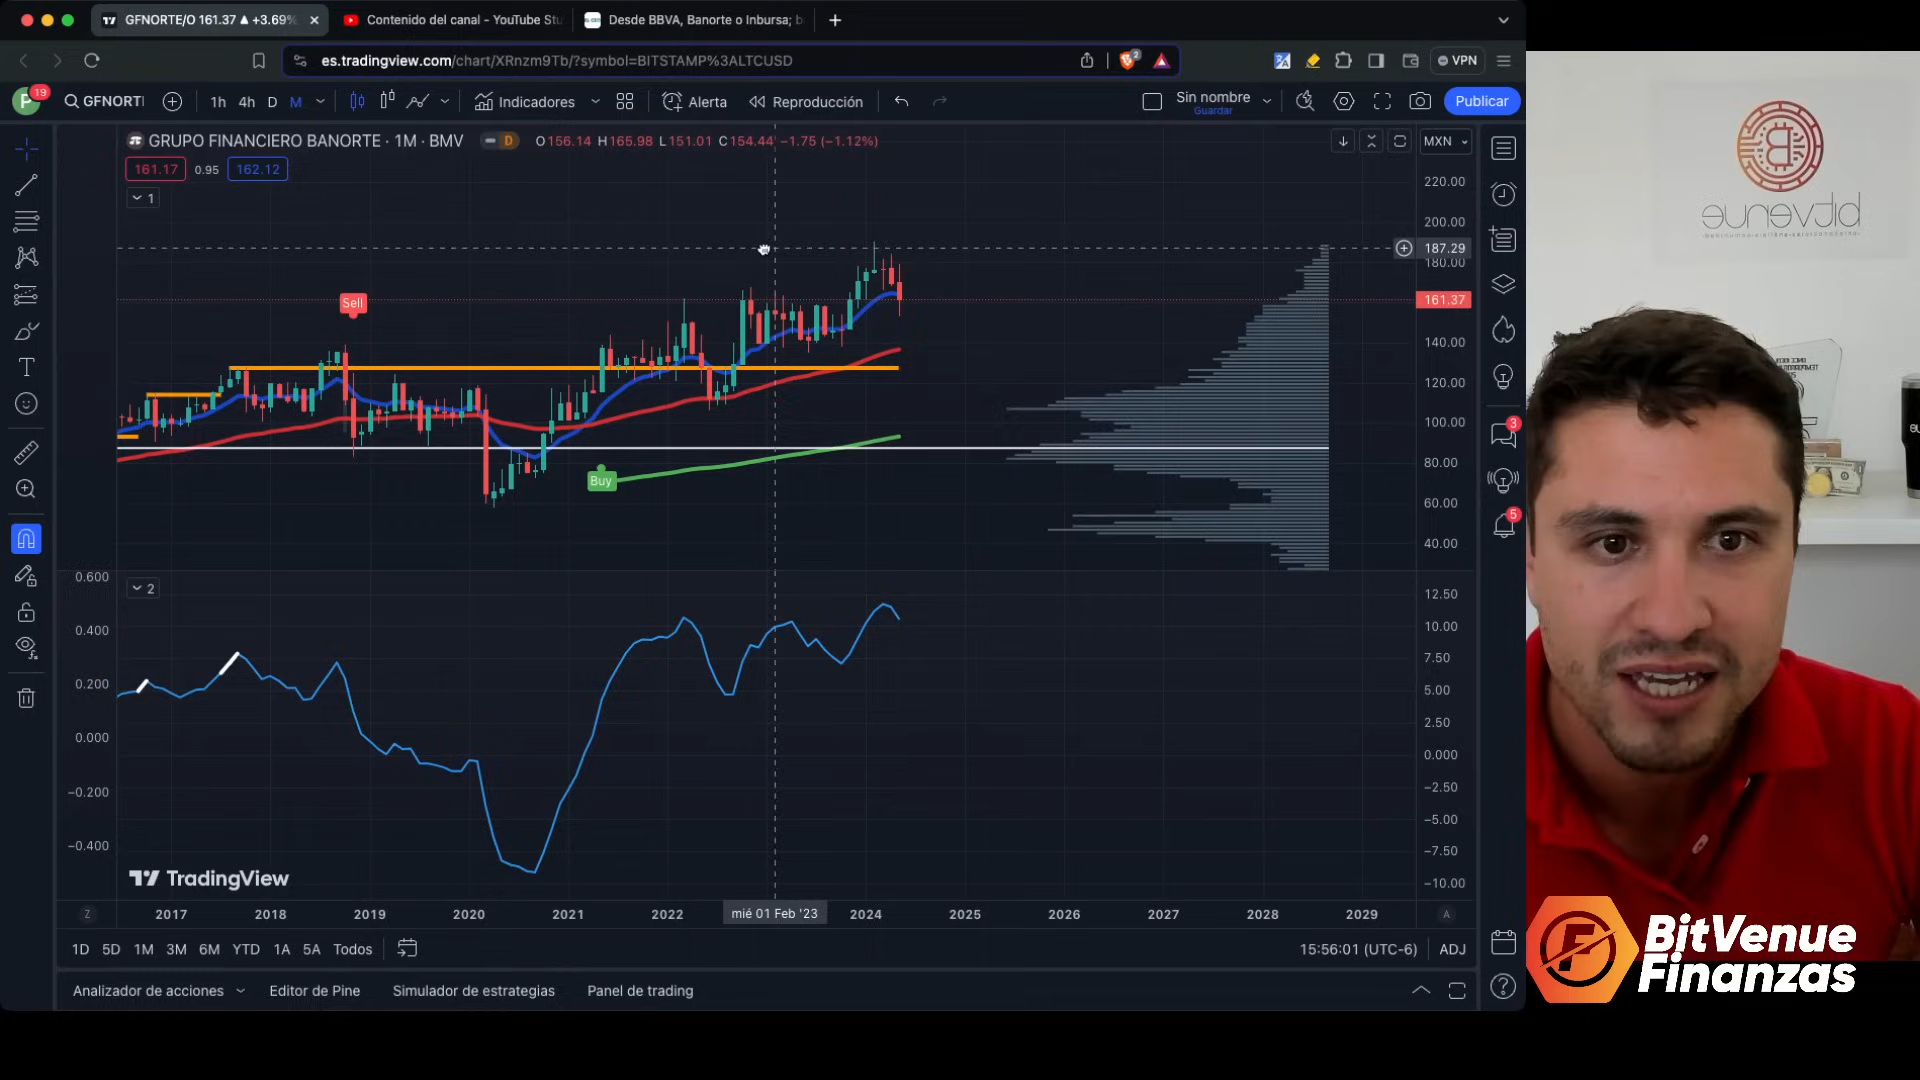 GFNORTE/O 161.37 ▲ +3.69%
Contenido del canal - YouTube Stu
Desde BBVA, Banorte o Inbursa; b
es.tradingview.com/chart/XRnzm9Tb/?symbol=BITSTAMP%3ALTCUSD
2
VPN
P
19
GFNORT
1h 4h D M
Indicadores
Alerta
Reproducción
Sin nombre
Guardar
Publicar
GRUPO FINANCIERO BANORTE · 1M · BMV
D
O156.14 H165.98 L151.01 C154.44 −1.75 (−1.12%)
MXN
161.17 0.95 162.12
1
220.00
200.00
187.29
180.00
161.37
140.00
120.00
100.00
80.00
60.00
40.00
Sell
Buy
2
0.600
0.400
0.200
0.000
−0.200
−0.400
12.50
10.00
7.50
5.00
2.50
0.000
−2.50
−5.00
−7.50
−10.00
3
5
TradingView
Z
2017 2018 2019 2020 2021 2022 mié 01 Feb '23 2024 2025 2026 2027 2028 2029
A
1D 5D 1M 3M 6M YTD 1A 5A Todos
15:56:01 (UTC-6) ADJ
Analizador de acciones
Editor de Pine
Simulador de estrategias
Panel de trading
bitvenue
BitVenue
Finanzas